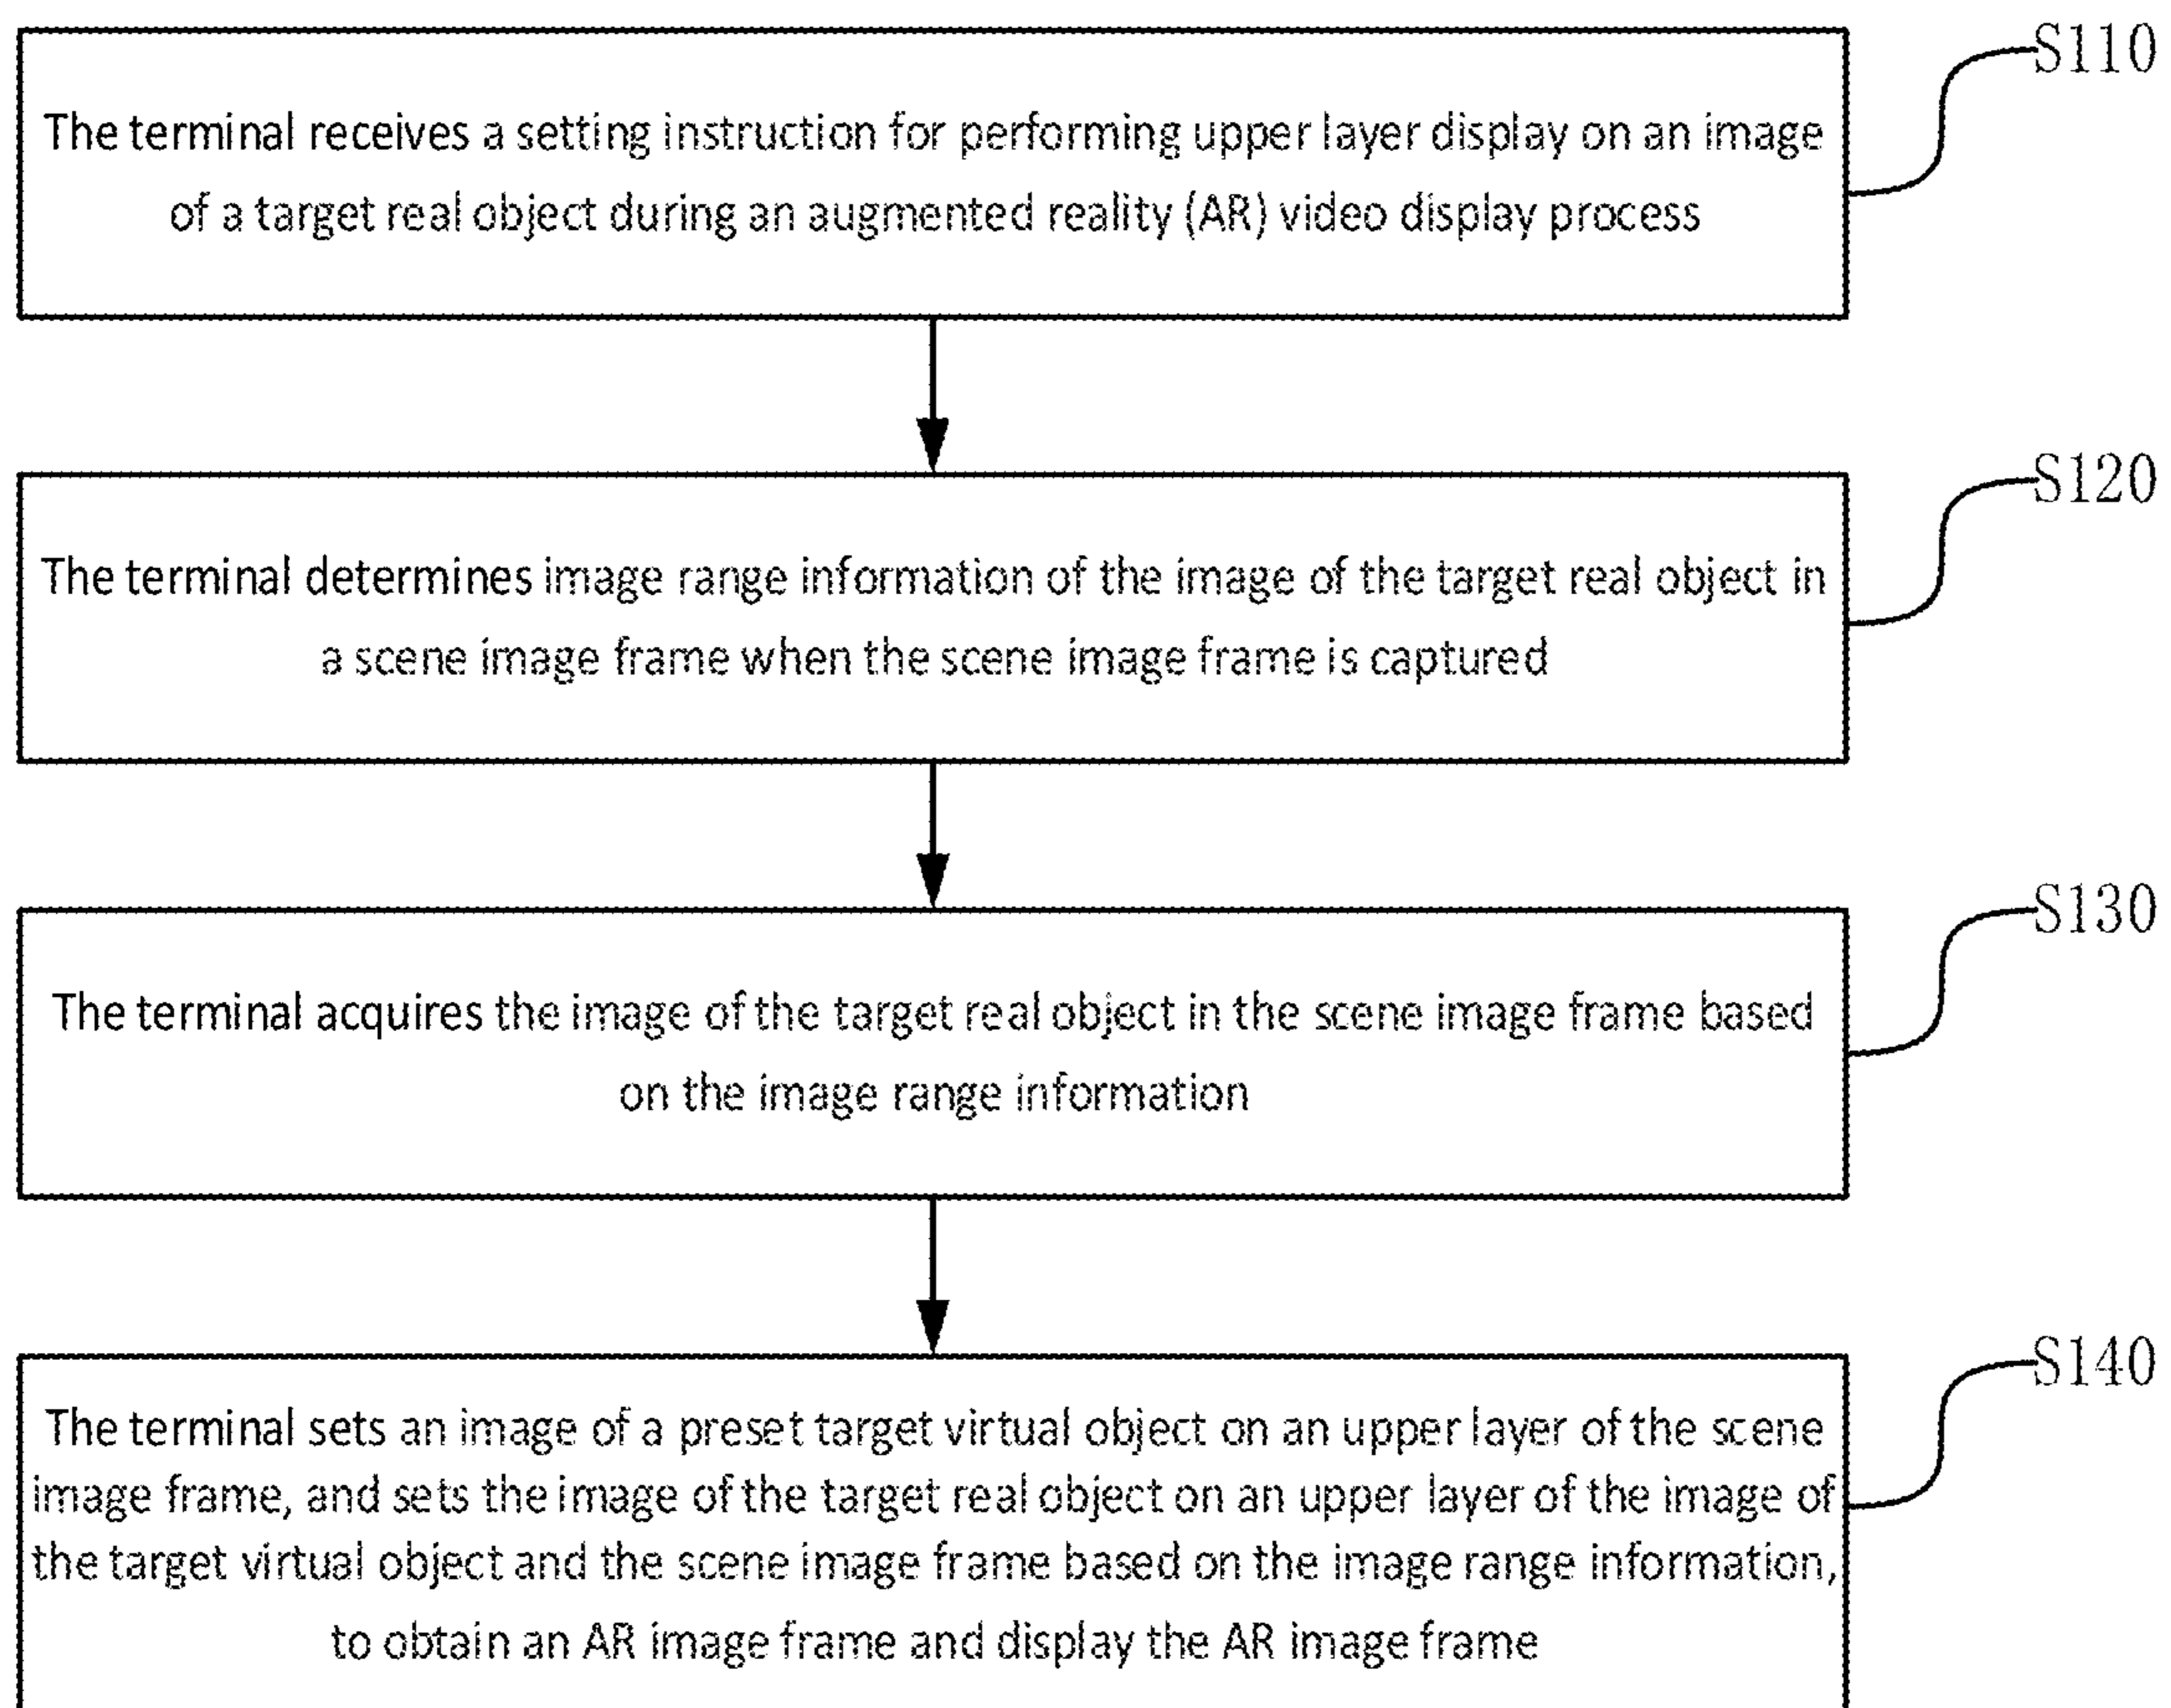 S110
The terminal receives a setting instruction for performing upper layer display on an image
of a target real object during an augmented reality (AR) video display process
S120
The terminal determines image range information of the image of the target real object in
a scene image frame when the scene image frame is captured
S130
The terminal acquires the image of the target real object in the scene image frame based
on the image range information
S140
The terminal sets an image of a preset target virtual object on an upper layer of the scene
image frame, and sets the image of the target real object on an upper layer of the image of
the target virtual object and the scene image frame based on the image range information,
to obtain an AR image frame and display the AR image frame